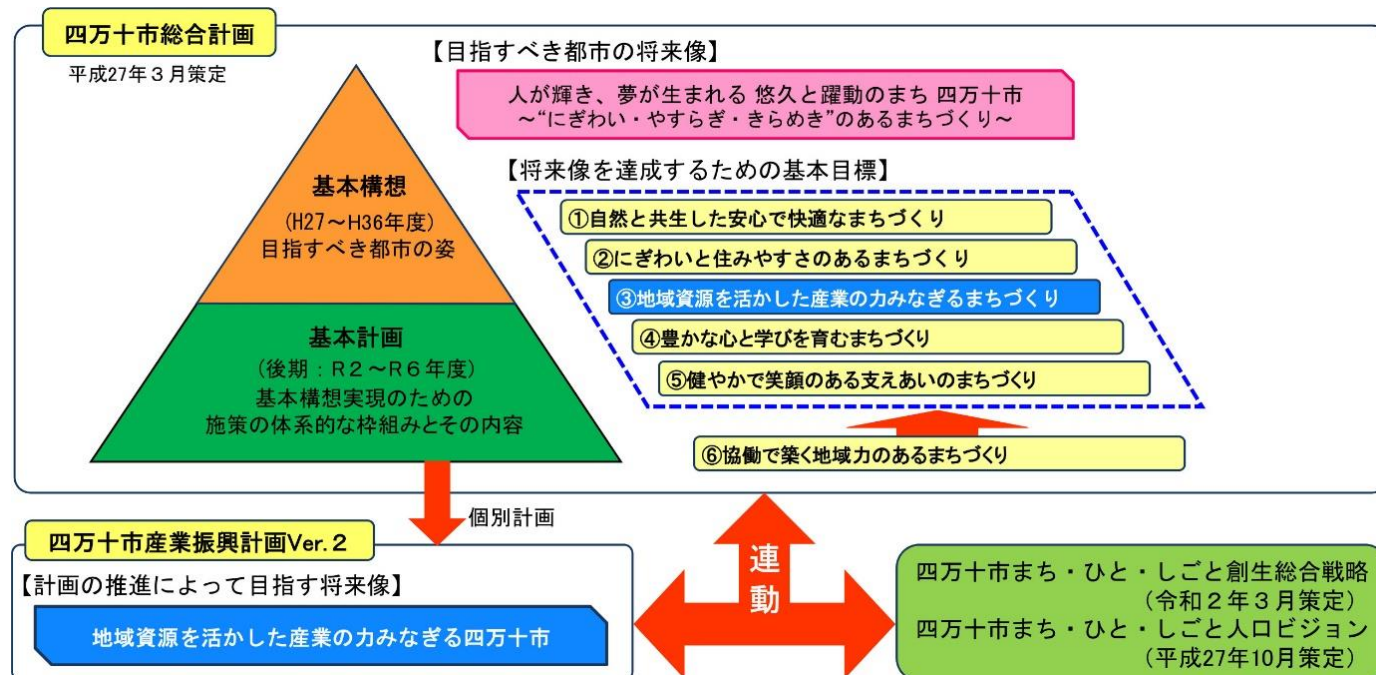 四万十市総合計画
平成27年３月策定
【目指すべき都市の将来像】
人が輝き、夢が生まれる 悠久と躍動のまち 四万十市
～“にぎわい・やすらぎ・きらめき”のあるまちづくり～
基本構想
(H27～H36年度)
目指すべき都市の姿
基本計画
(後期：R２～R６年度)
基本構想実現のための
施策の体系的な枠組みとその内容
【将来像を達成するための基本目標】
①自然と共生した安心で快適なまちづくり
②にぎわいと住みやすさのあるまちづくり
③地域資源を活かした産業の力みなぎるまちづくり
④豊かな心と学びを育むまちづくり
⑤健やかで笑顔のある支えあいのまちづくり
⑥協働で築く地域力のあるまちづくり
個別計画
四万十市産業振興計画Ver.２
【計画の推進によって目指す将来像】
地域資源を活かした産業の力みなぎる四万十市
連動
四万十市まち・ひと・しごと創生総合戦略
（令和２年３月策定）
四万十市まち・ひと・しごと人口ビジョン
（平成27年10月策定）